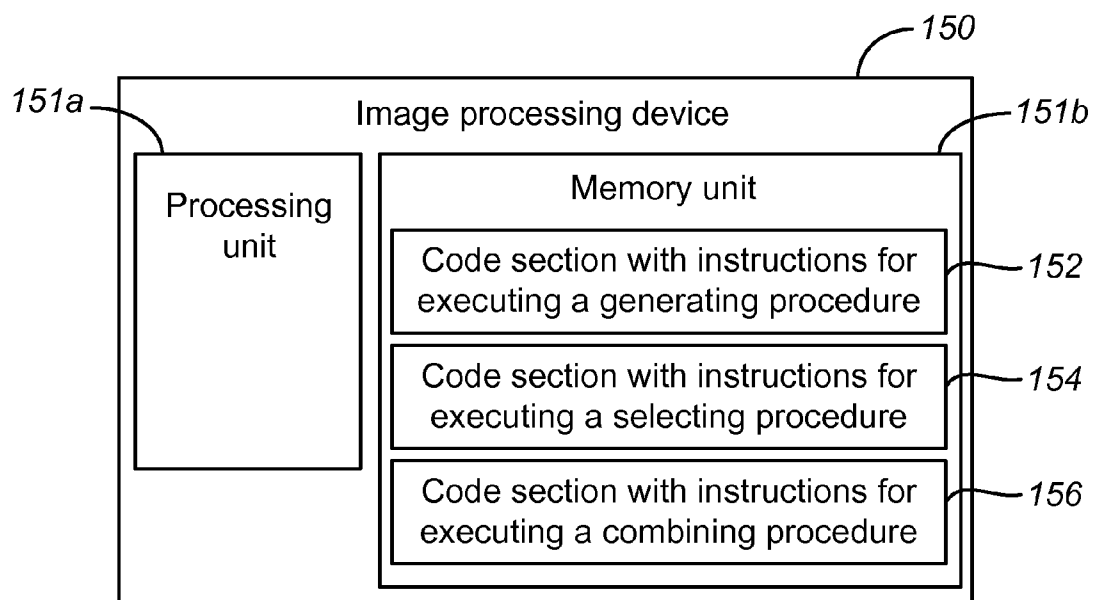 150
151a
Image processing device
151b
Processing
unit
Memory unit
Code section with instructions for
executing a generating procedure
152
Code section with instructions for
executing a selecting procedure
154
Code section with instructions for
executing a combining procedure
156